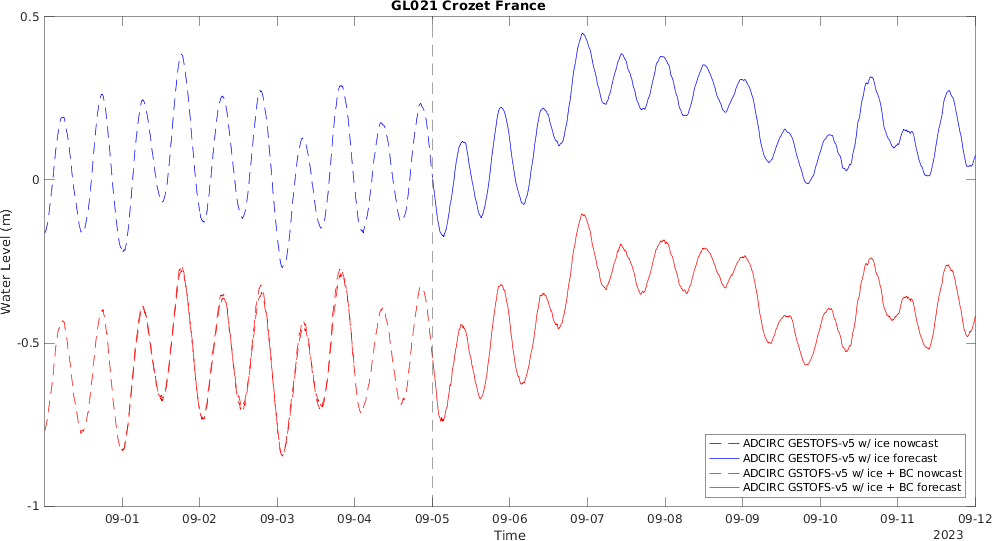 GL021 Crozet France
0.5
0
-0.5
-1
Water Level (m)
09-01 09-02 09-03 09-04 09-05 09-06 09-07 09-08 09-09 09-10 09-11 09-12
Time
2023
ADCIRC GESTOFS-v5 w/ ice nowcast
ADCIRC GESTOFS-v5 w/ ice forecast
ADCIRC GSTOFS-v5 w/ ice + BC nowcast
ADCIRC GSTOFS-v5 w/ ice + BC forecast